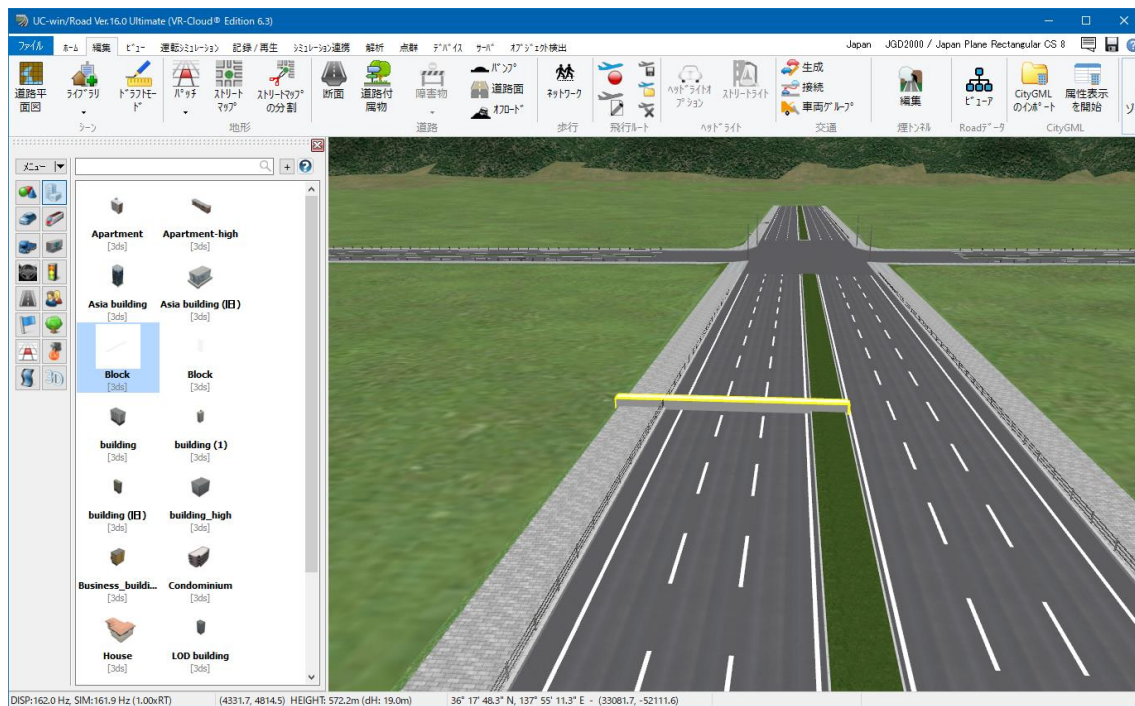 UC-win/Road Ver.16.0 Ultimate (VR-Cloud® Edition 6.3)
ファイル ホーム 編集 ビュー 運転シミュレーション 記録/再生 シミュレーション連携 解析 点群 デバイス サーバ オブジェクト検出 Japan JGD2000 / Japan Plane Rectangular CS 8
道路平面図 ライブラリ ドラフトモード パッチ ストリートマップ ストリートマップの分割 断面 道路付属物 障害物 バンプ 道路面 オフロード ネットワーク ヘッドライトオプション ストリートライト 生成 接続 車両グループ 編集 ビューア CityGMLのインポート 属性表示を開始
シーン 地形 道路 歩行 飛行ルート ヘッドライト 交通 煙トンネル Roadデータ CityGML
メニュー
Apartment Apartment-high
[3ds] [3ds]
Asia building Asia building (旧)
[3ds] [3ds]
Block Block
[3ds] [3ds]
building building (1)
[3ds] [3ds]
building (旧) building_high
[3ds] [3ds]
Business_buildi... Condominium
[3ds] [3ds]
House LOD building
[3ds] [3ds]
DISP:162.0 Hz, SIM:161.9 Hz (1.00xRT) (4331.7, 4814.5) HEIGHT: 572.2m (dH: 19.0m) 36° 17' 48.3" N, 137° 55' 11.3" E - (33081.7, -52111.6)